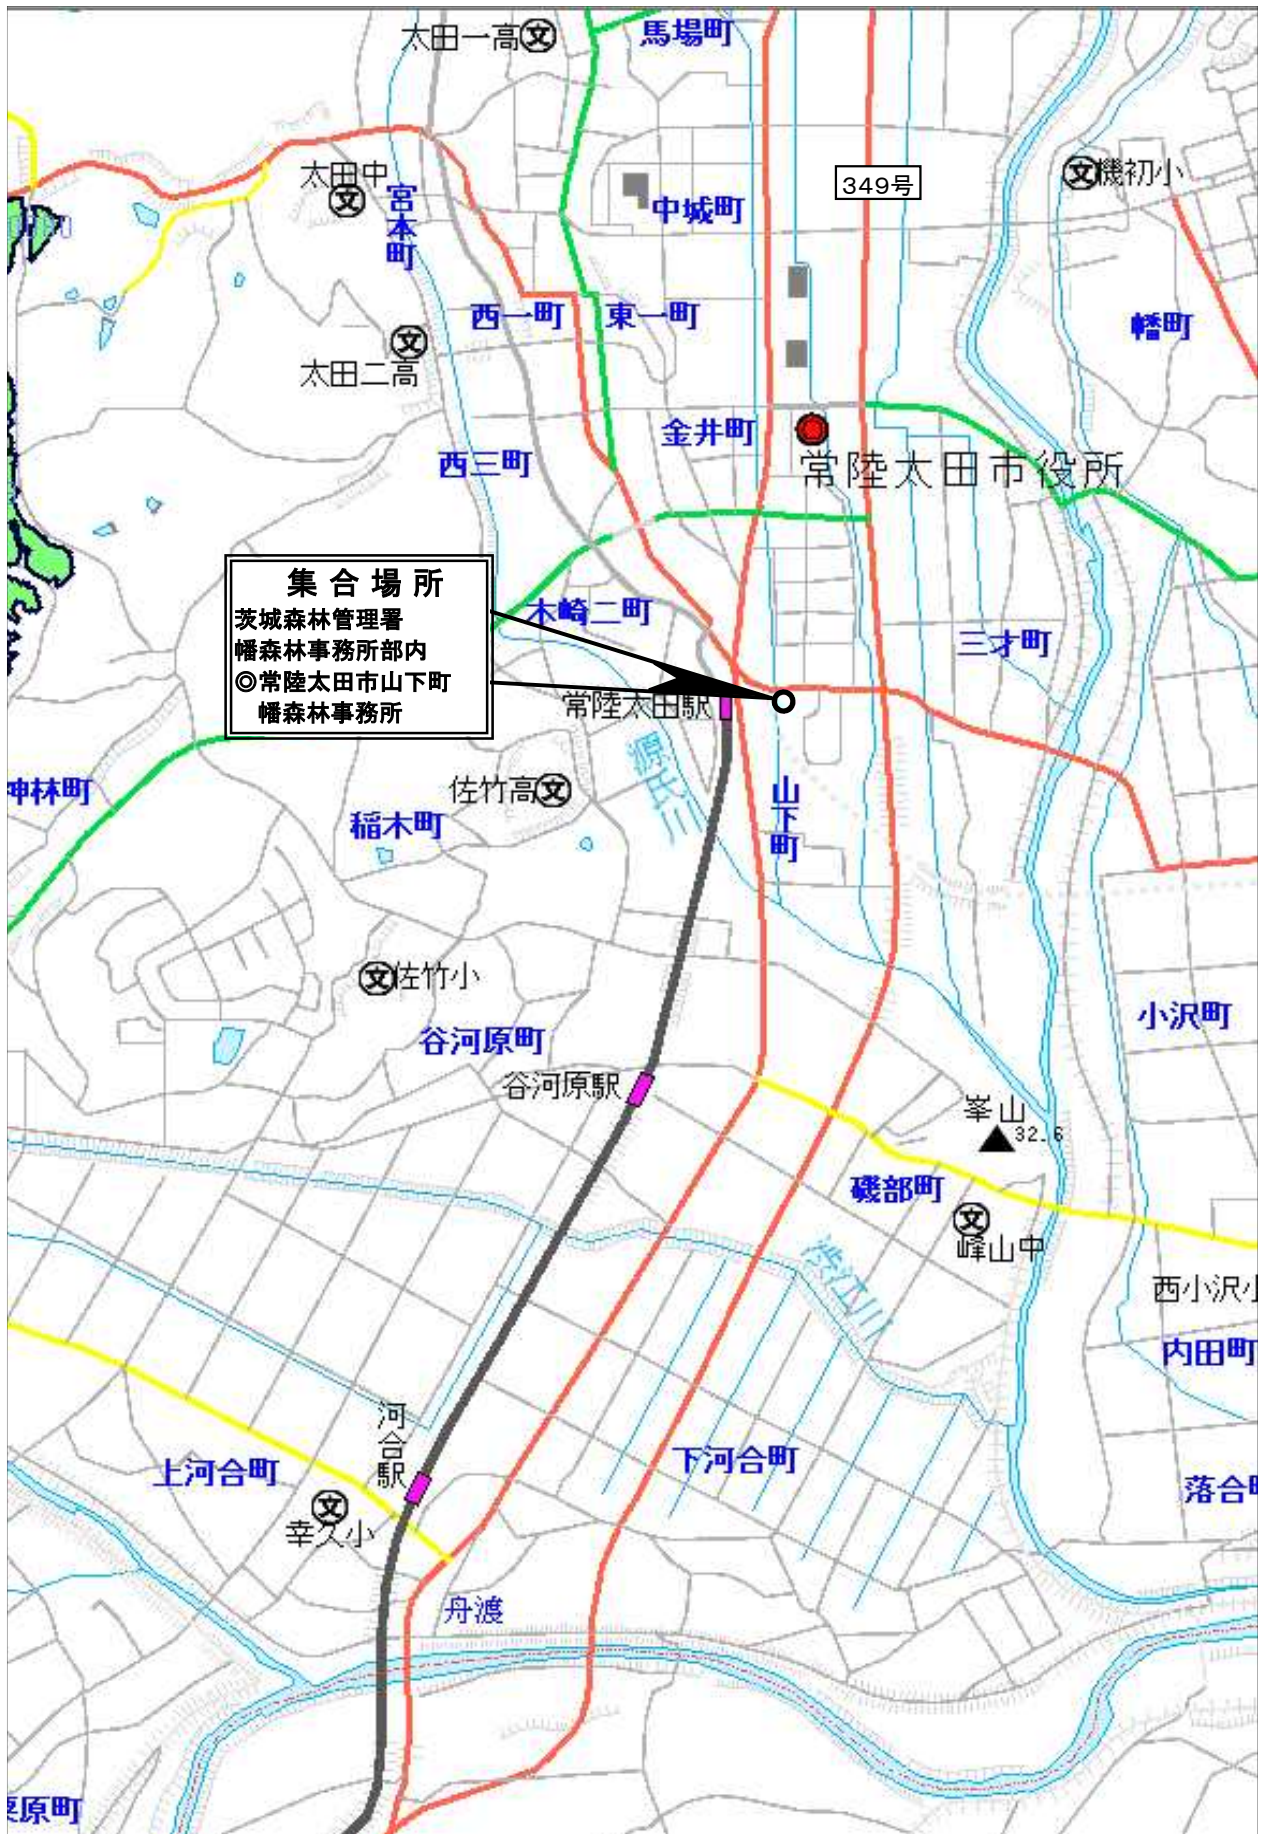 太田一高
馬場町
太田中
宮本町
349号
機初小
中城町
西一町
東一町
幡町
太田二高
金井町
西三町
常陸太田市役所
集合場所
茨城森林管理署
幡森林事務所部内
◎常陸太田市山下町
幡森林事務所
木崎二町
三才町
常陸太田駅
源氏川
神林町
佐竹高
稲木町
山下町
佐竹小
小沢町
谷河原町
谷河原駅
峯山
32.6
磯部町
峰山中
渋江川
西小沢小
内田町
河合駅
上河合町
下河合町
落合
幸久小
舟渡
原町